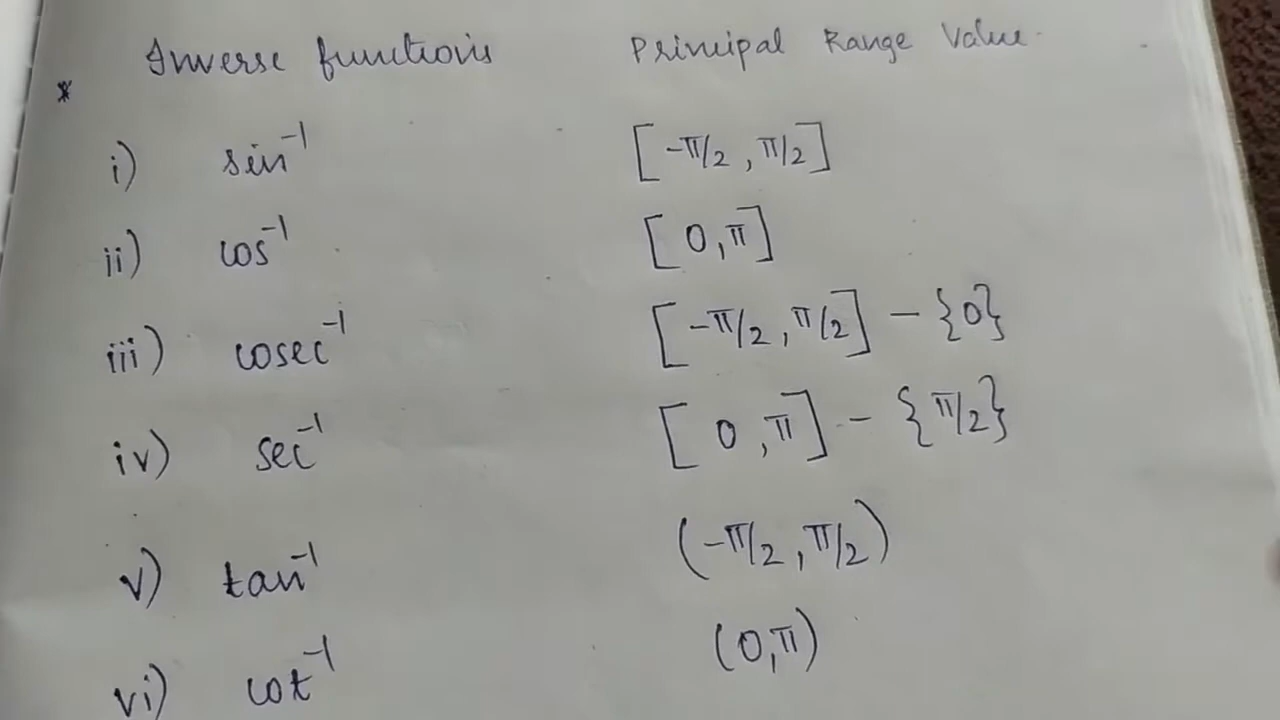 Inverse functions Principal Range Value.
*
i) sin⁻¹ [-π/2, π/2]
ii) cos⁻¹ [0, π]
iii) cosec⁻¹ [-π/2, π/2] - {0}
iv) sec⁻¹ [0, π] - {π/2}
v) tan⁻¹ (-π/2, π/2)
vi) cot⁻¹ (0, π)